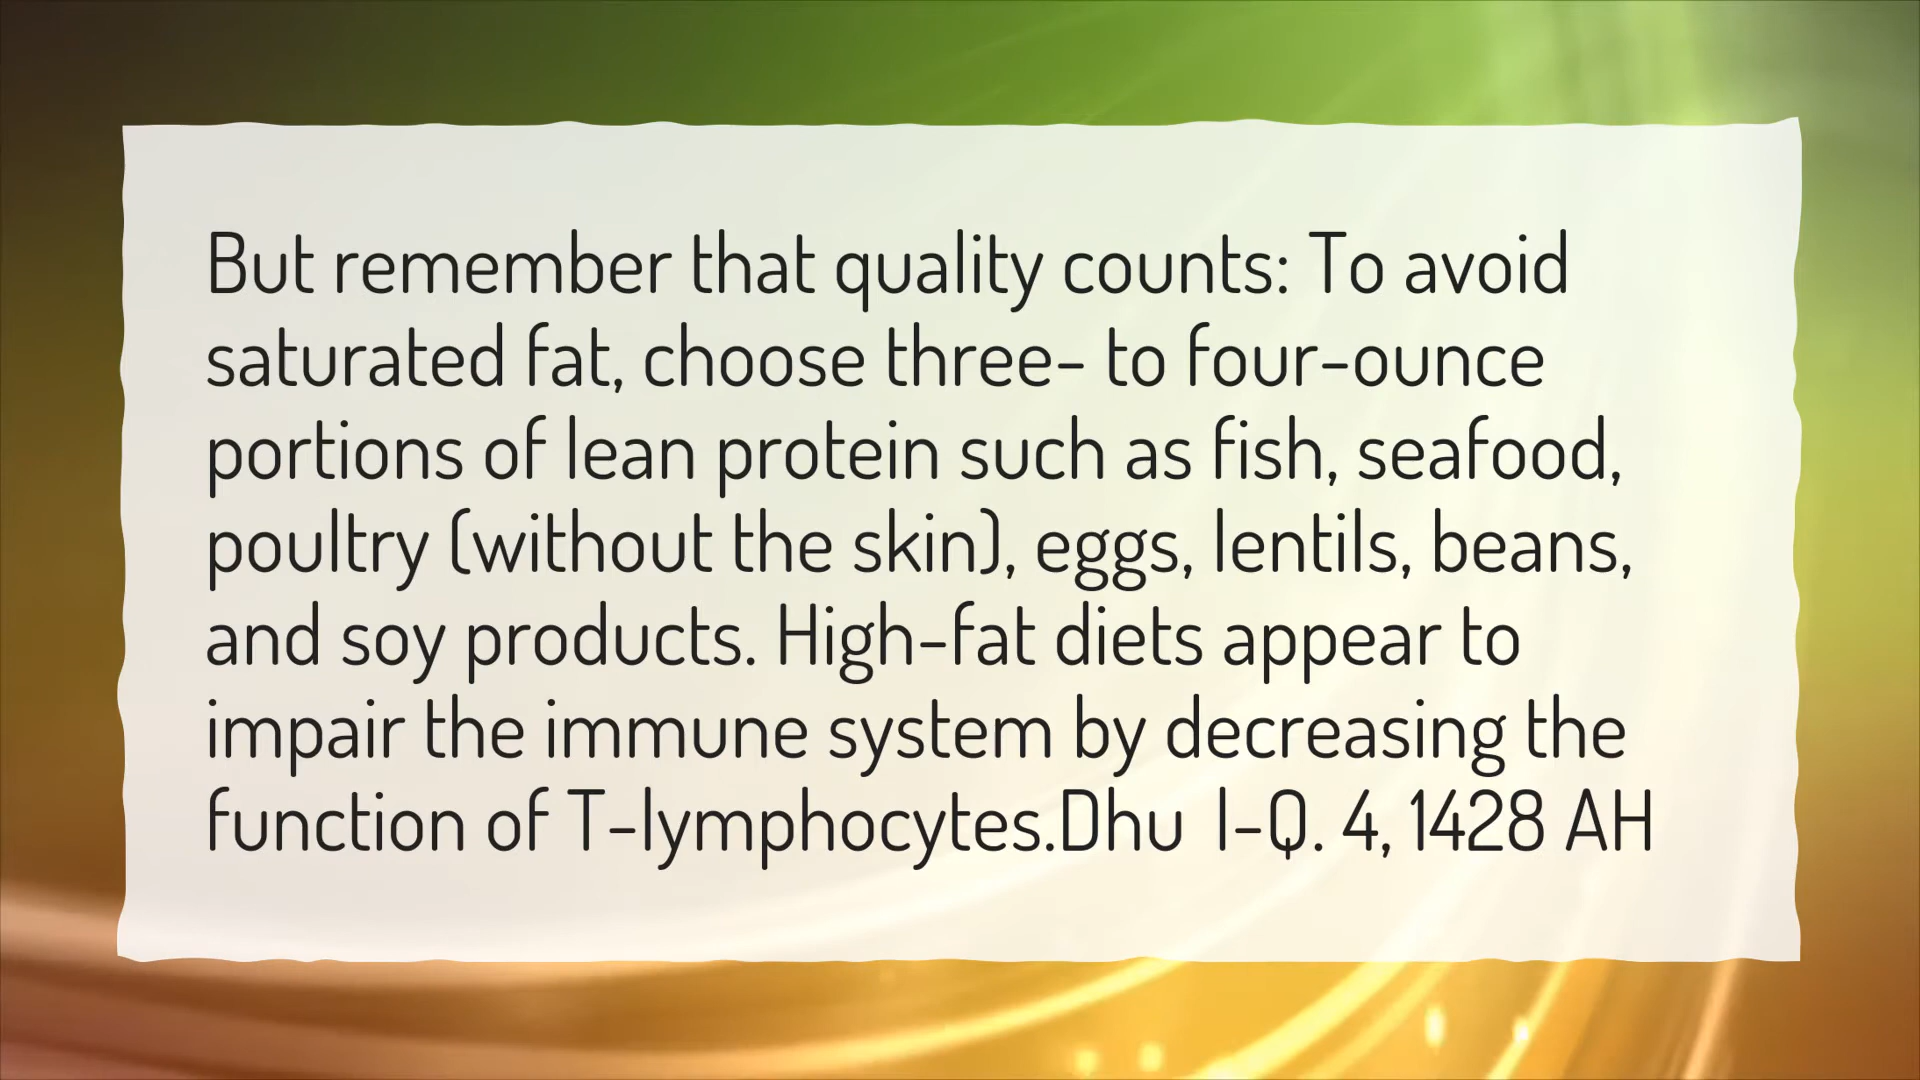 But remember that quality counts: To avoid
saturated fat, choose three- to four-ounce
portions of lean protein such as fish, seafood,
poultry (without the skin), eggs, lentils, beans,
and soy products. High-fat diets appear to
impair the immune system by decreasing the
function of T-lymphocytes.Dhu l-Q. 4, 1428 AH